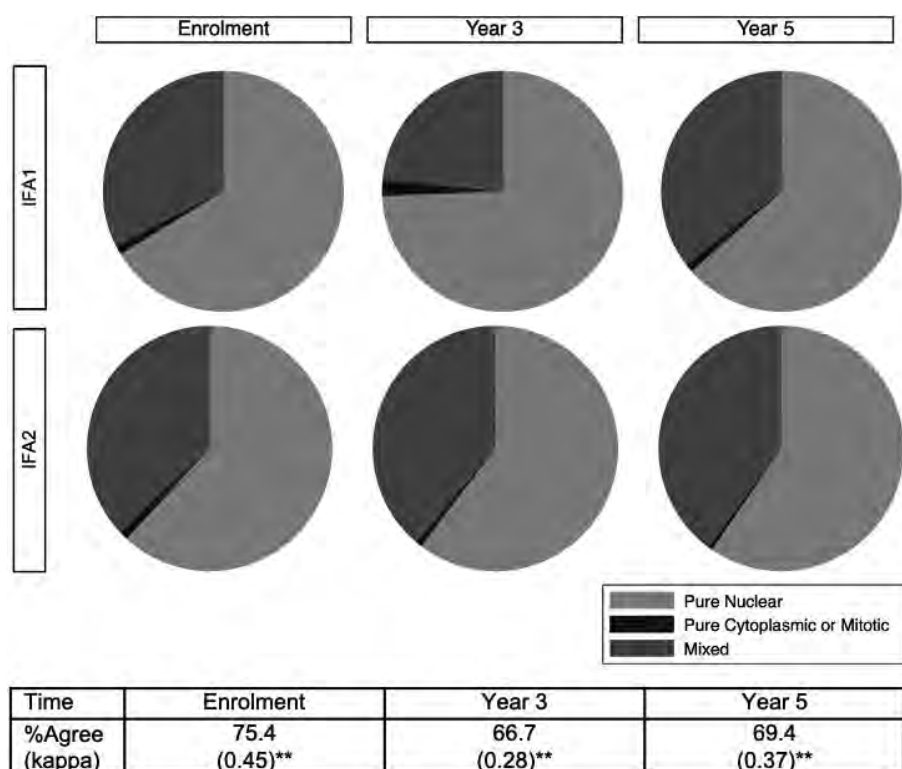 Enrolment
Year 3
Year 5
IFA1
IFA2
Pure Nuclear
Pure Cytoplasmic or Mitotic
Mixed
Time Enrolment Year 3 Year 5
%Agree 75.4 66.7 69.4
(kappa) (0.45)** (0.28)** (0.37)**